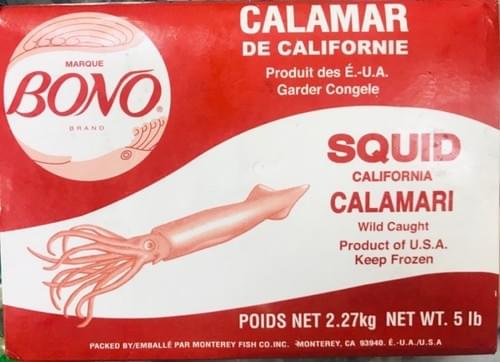 CALAMAR
DE CALIFORNIE
Produit des É.-U.A.
Garder Congele
MARQUE
BONO®
BRAND
SQUID
CALIFORNIA
CALAMARI
Wild Caught
Product of U.S.A.
Keep Frozen
POIDS NET 2.27kg NET WT. 5 lb
PACKED BY/EMBALLÉ PAR MONTEREY FISH CO.INC. MONTEREY, CA 93940. É.-U.A./U.S.A